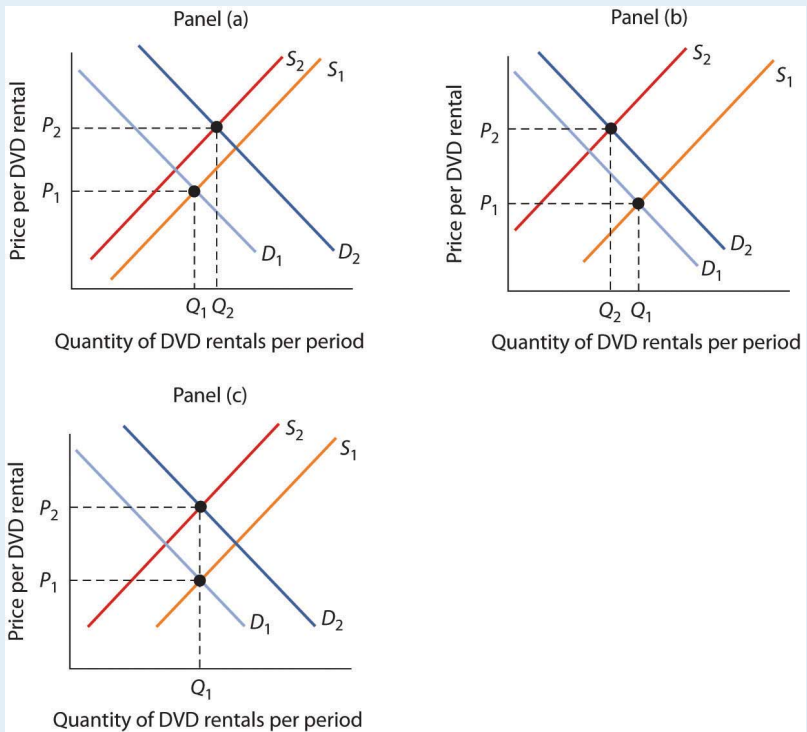 Panel (a)
Price per DVD rental
S2
S1
P2
P1
D1
D2
Q1 Q2
Quantity of DVD rentals per period
Panel (b)
Price per DVD rental
S2
S1
P2
P1
D2
D1
Q2 Q1
Quantity of DVD rentals per period
Panel (c)
Price per DVD rental
S2
S1
P2
P1
D1
D2
Q1
Quantity of DVD rentals per period